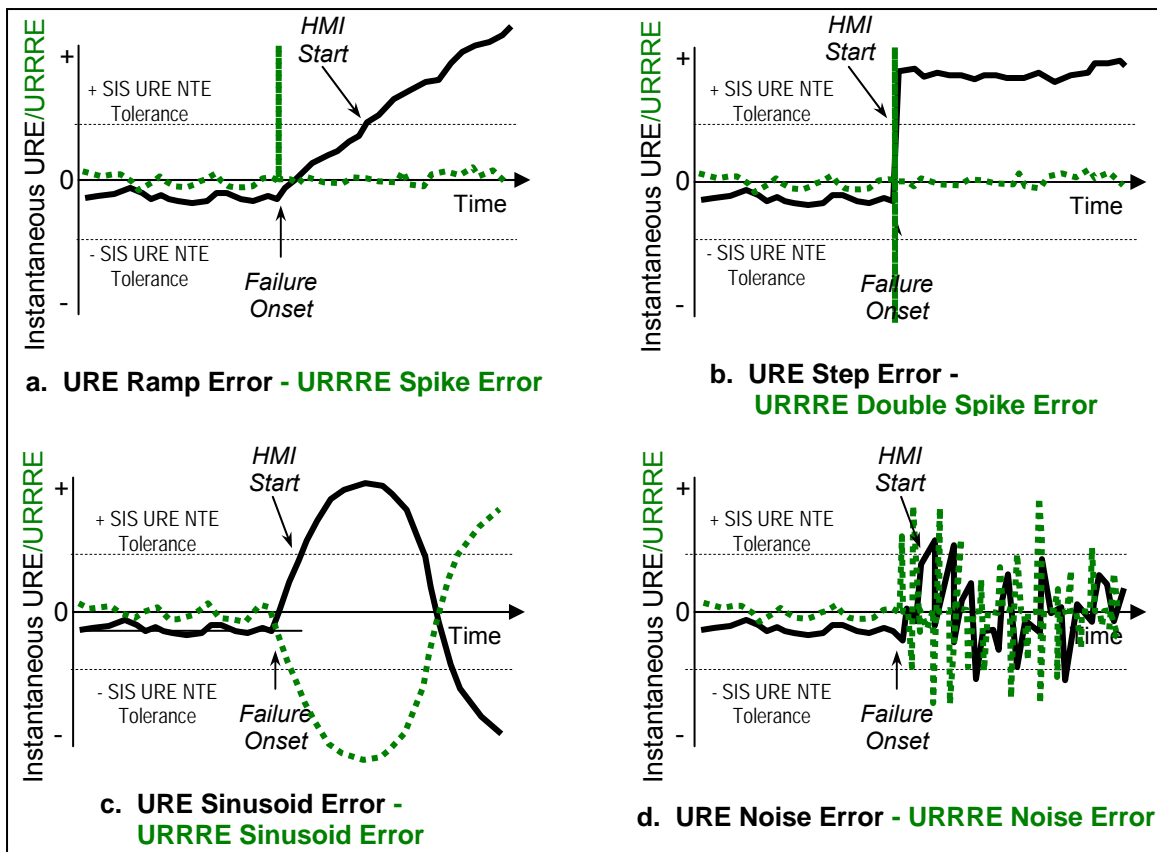 Instantaneous URE/URRRE
+
+ SIS URE NTE
Tolerance
0
- SIS URE NTE
Tolerance
-
HMI
Start
Time
Failure
Onset
a. URE Ramp Error - URRRE Spike Error
Instantaneous URE/URRRE
+
+ SIS URE NTE
Tolerance
0
- SIS URE NTE
Tolerance
-
HMI
Start
Time
Failure
Onset
b. URE Step Error -
URRRE Double Spike Error
Instantaneous URE/URRRE
+
+ SIS URE NTE
Tolerance
0
- SIS URE NTE
Tolerance
-
HMI
Start
Time
Failure
Onset
c. URE Sinusoid Error -
URRRE Sinusoid Error
Instantaneous URE/URRRE
+
+ SIS URE NTE
Tolerance
0
- SIS URE NTE
Tolerance
-
HMI
Start
Time
Failure
Onset
d. URE Noise Error - URRRE Noise Error